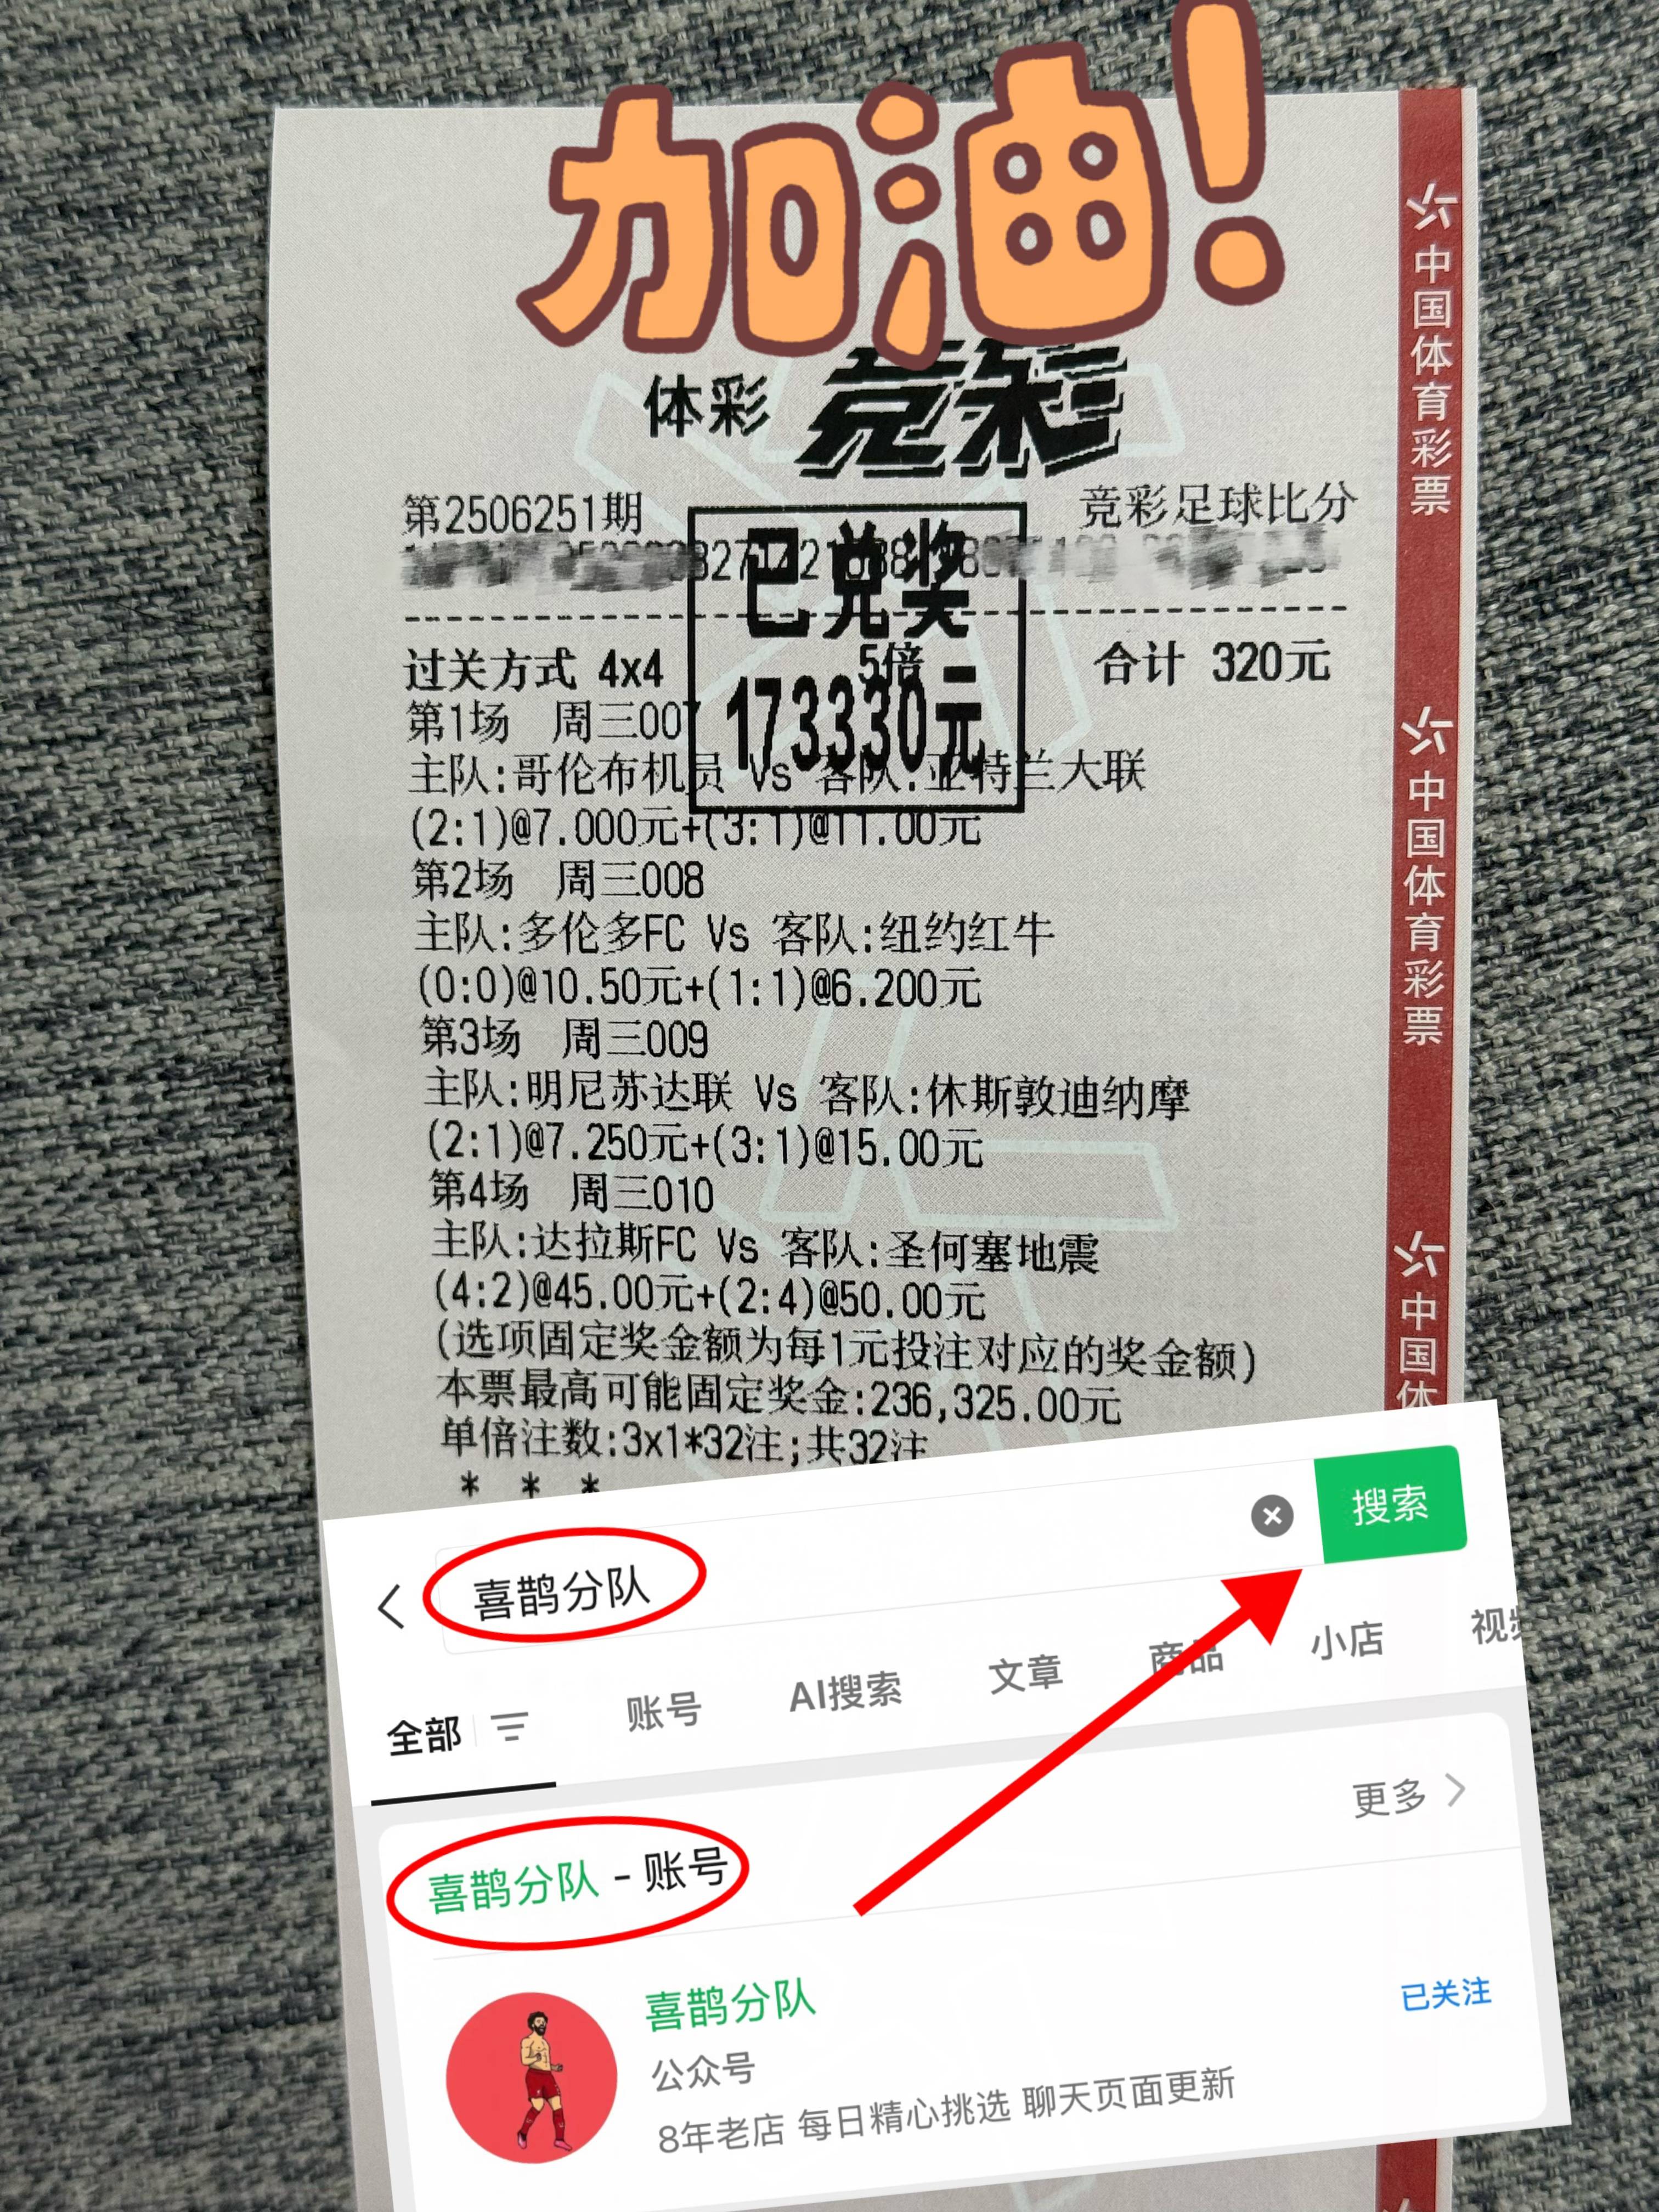 加油!
体彩 竞彩
第2506251期 竞彩足球比分
已兑奖
173330元
过关方式 4x4 5倍 合计 320元
第1场 周三007
主队:哥伦布机员 Vs 客队:亚特兰大联
(2:1)@7.000元+(3:1)@11.00元
第2场 周三008
主队:多伦多FC Vs 客队:纽约红牛
(0:0)@10.50元+(1:1)@6.200元
第3场 周三009
主队:明尼苏达联 Vs 客队:休斯敦迪纳摩
(2:1)@7.250元+(3:1)@15.00元
第4场 周三010
主队:达拉斯FC Vs 客队:圣何塞地震
(4:2)@45.00元+(2:4)@50.00元
(选项固定奖金额为每1元投注对应的奖金额)
本票最高可能固定奖金:236,325.00元
单倍注数:3x1*32注;共32注
* * *
中国体育彩票
中国体育彩票
中国体
喜鹊分队 搜索
全部 账号 AI搜索 文章 商品 小店 视频
喜鹊分队 - 账号 更多
喜鹊分队 已关注
公众号
8年老店 每日精心挑选 聊天页面更新